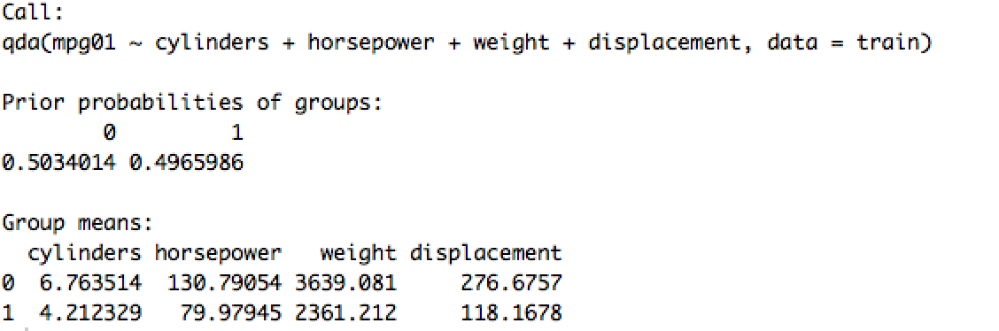 Call:
qda(mpg01 ~ cylinders + horsepower + weight + displacement, data = train)
Prior probabilities of groups:
0 1
0.5034014 0.4965986
Group means:
cylinders horsepower weight displacement
0 6.763514 130.79054 3639.081 276.6757
1 4.212329 79.97945 2361.212 118.1678